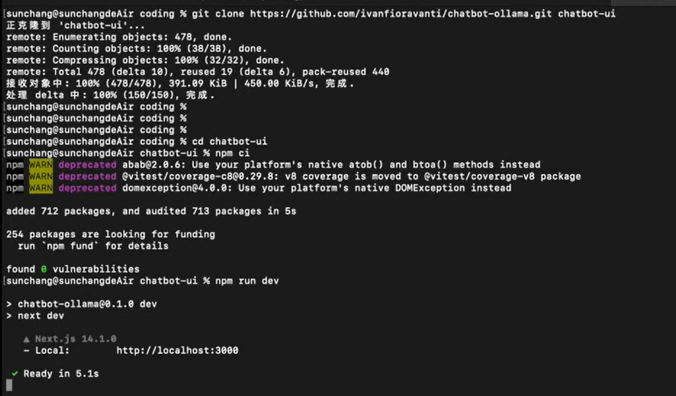 [sunchang@sunchangdeAir coding % git clone https://github.com/ivanfioravanti/chatbot-ollama.git chatbot-ui
正克隆到 'chatbot-ui'...
remote: Enumerating objects: 478, done.
remote: Counting objects: 100% (38/38), done.
remote: Compressing objects: 100% (32/32), done.
remote: Total 478 (delta 10), reused 19 (delta 6), pack-reused 440
接收对象中: 100% (478/478), 391.09 KiB | 450.00 KiB/s, 完成.
处理 delta 中: 100% (150/150), 完成.
[sunchang@sunchangdeAir coding %
[sunchang@sunchangdeAir coding %
[sunchang@sunchangdeAir coding %
[sunchang@sunchangdeAir coding % cd chatbot-ui
[sunchang@sunchangdeAir chatbot-ui % npm ci
npm WARN deprecated abab@2.0.6: Use your platform's native atob() and btoa() methods instead
npm WARN deprecated @vitest/coverage-c8@0.29.8: v8 coverage is moved to @vitest/coverage-v8 package
npm WARN deprecated domexception@4.0.0: Use your platform's native DOMException instead
added 712 packages, and audited 713 packages in 5s
254 packages are looking for funding
run `npm fund` for details
found 0 vulnerabilities
[sunchang@sunchangdeAir chatbot-ui % npm run dev
> chatbot-ollama@0.1.0 dev
> next dev
▲ Next.js 14.1.0
- Local: http://localhost:3000
✓ Ready in 5.1s